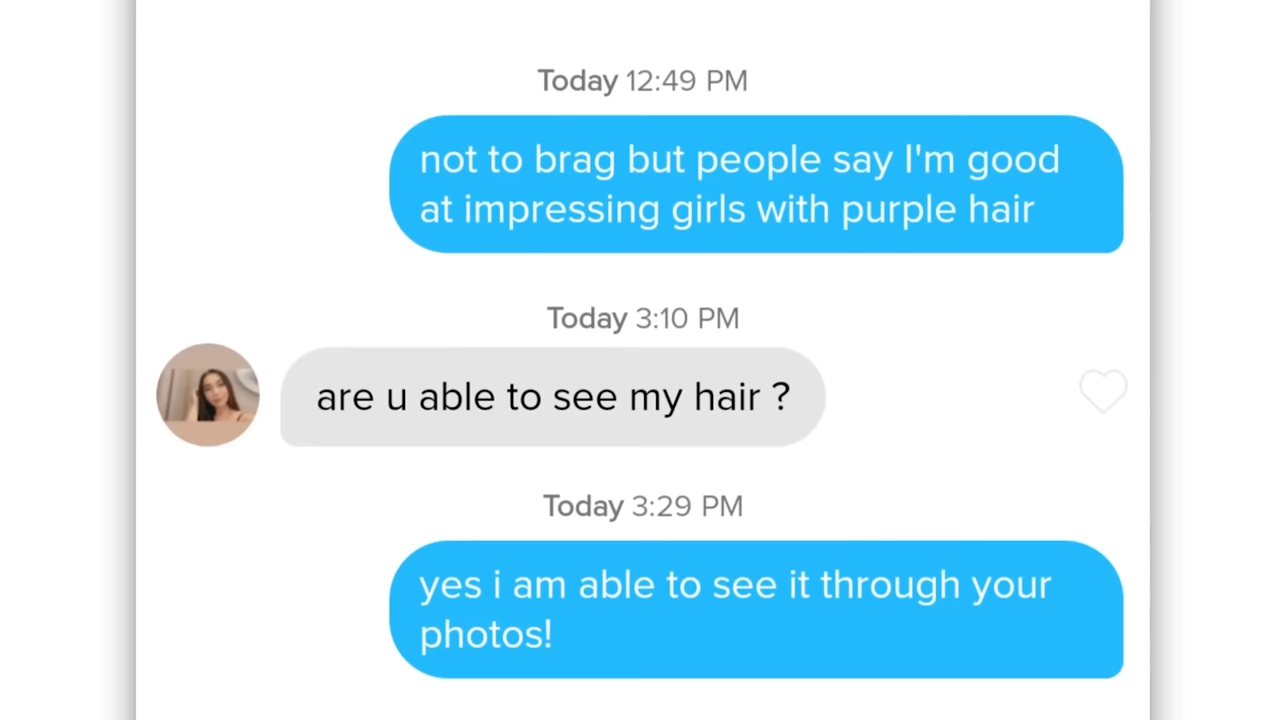 Today 12:49 PM
not to brag but people say I'm good
at impressing girls with purple hair
Today 3:10 PM
are u able to see my hair ?
Today 3:29 PM
yes i am able to see it through your
photos!